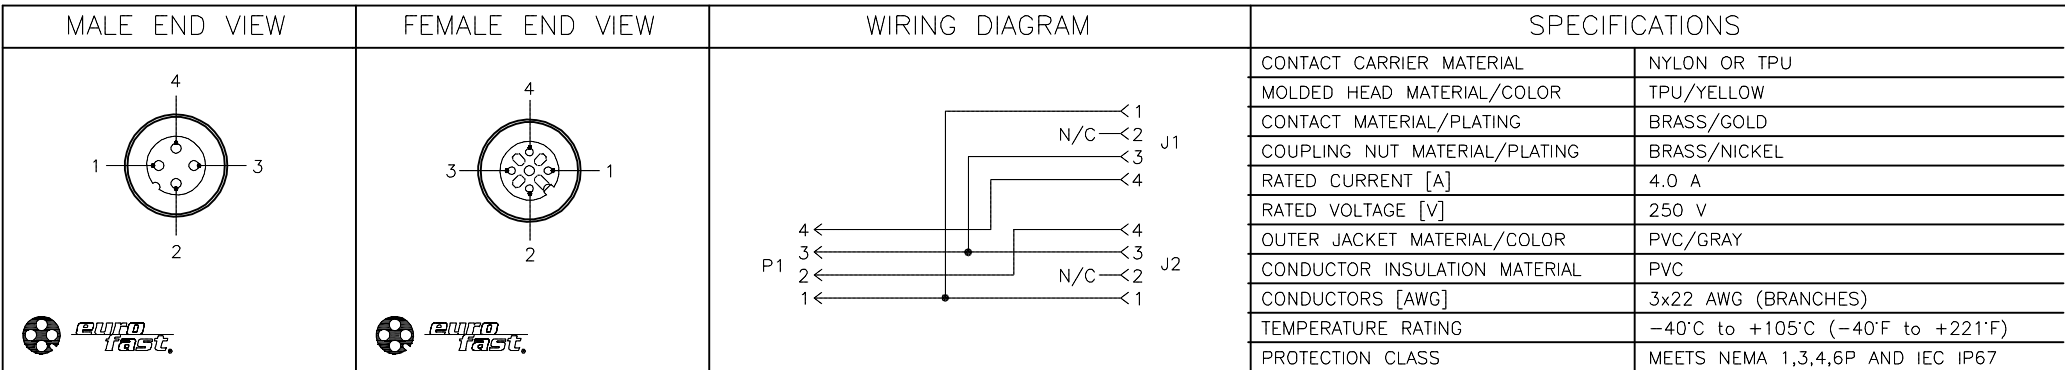 MALE END VIEW
FEMALE END VIEW
WIRING DIAGRAM
SPECIFICATIONS
4
1
3
2
euro
fast.
4
3
1
2
euro
fast.
1
N/C 2
J1
3
4
4
4
3
3
P1
J2
2
N/C 2
1
1
CONTACT CARRIER MATERIAL NYLON OR TPU
MOLDED HEAD MATERIAL/COLOR TPU/YELLOW
CONTACT MATERIAL/PLATING BRASS/GOLD
COUPLING NUT MATERIAL/PLATING BRASS/NICKEL
RATED CURRENT [A] 4.0 A
RATED VOLTAGE [V] 250 V
OUTER JACKET MATERIAL/COLOR PVC/GRAY
CONDUCTOR INSULATION MATERIAL PVC
CONDUCTORS [AWG] 3x22 AWG (BRANCHES)
TEMPERATURE RATING -40°C to +105°C (-40°F to +221°F)
PROTECTION CLASS MEETS NEMA 1,3,4,6P AND IEC IP67